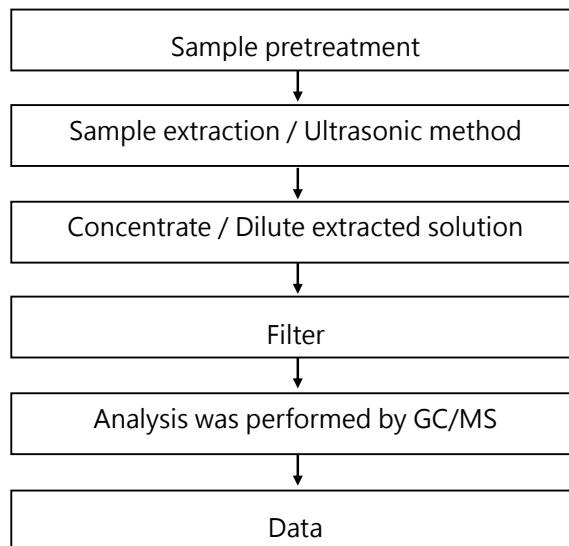 Sample pretreatment
Sample extraction / Ultrasonic method
Concentrate / Dilute extracted solution
Filter
Analysis was performed by GC/MS
Data